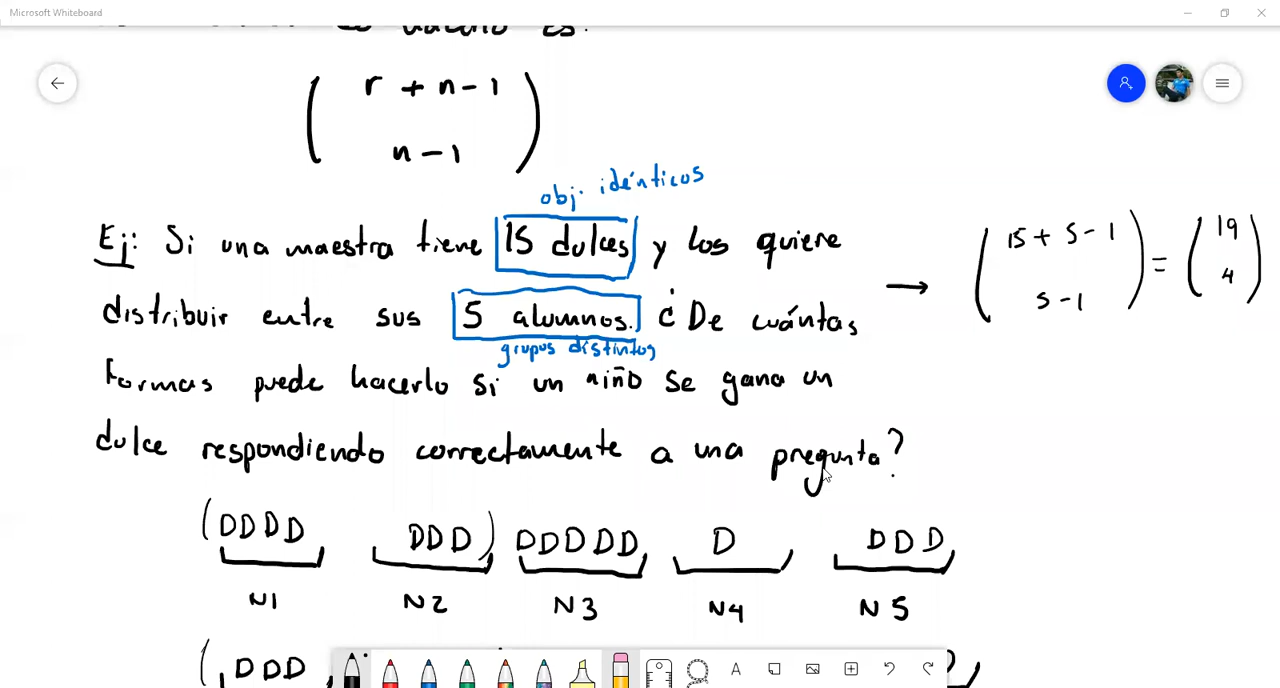 Microsoft Whiteboard
hacerlo es:
( r + n - 1
n - 1 )
obj. idénticos
Ej: Si una maestra tiene 15 dulces y los quiere
distribuir entre sus 5 alumnos. ¿De cuántas
grupos distintos
formas puede hacerlo si un niño se gana un
dulce respondiendo correctamente a una pregunta?
→ ( 15 + 5 - 1
5 - 1 ) = ( 19
4 )
(DDDD DDD) DDDDD D DDD
N1 N2 N3 N4 N5
( DDD
A